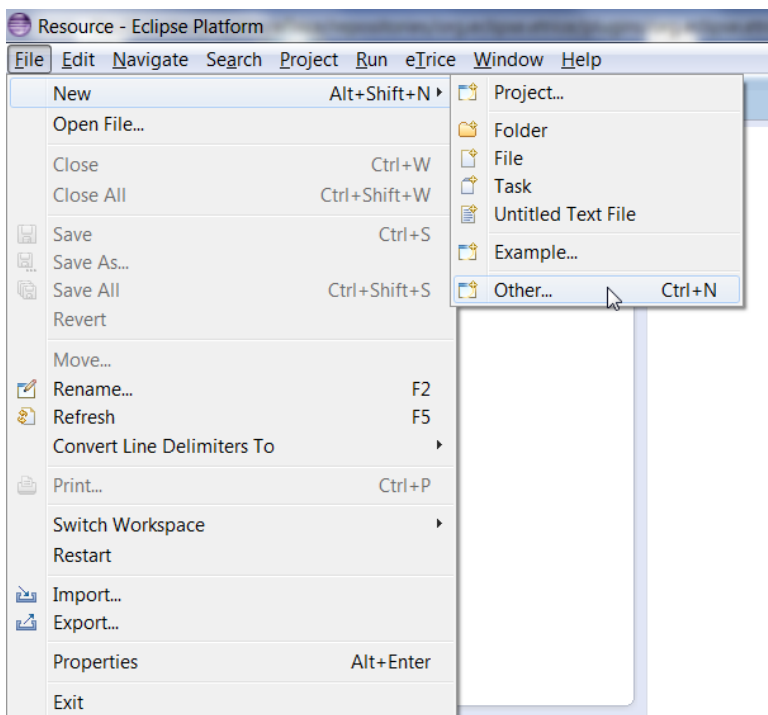 Resource - Eclipse Platform
File Edit Navigate Search Project Run eTrice Window Help
New Alt+Shift+N
Open File...
Close Ctrl+W
Close All Ctrl+Shift+W
Save Ctrl+S
Save As...
Save All Ctrl+Shift+S
Revert
Move...
Rename... F2
Refresh F5
Convert Line Delimiters To
Print... Ctrl+P
Switch Workspace
Restart
Import...
Export...
Properties Alt+Enter
Exit
Project...
Folder
File
Task
Untitled Text File
Example...
Other... Ctrl+N